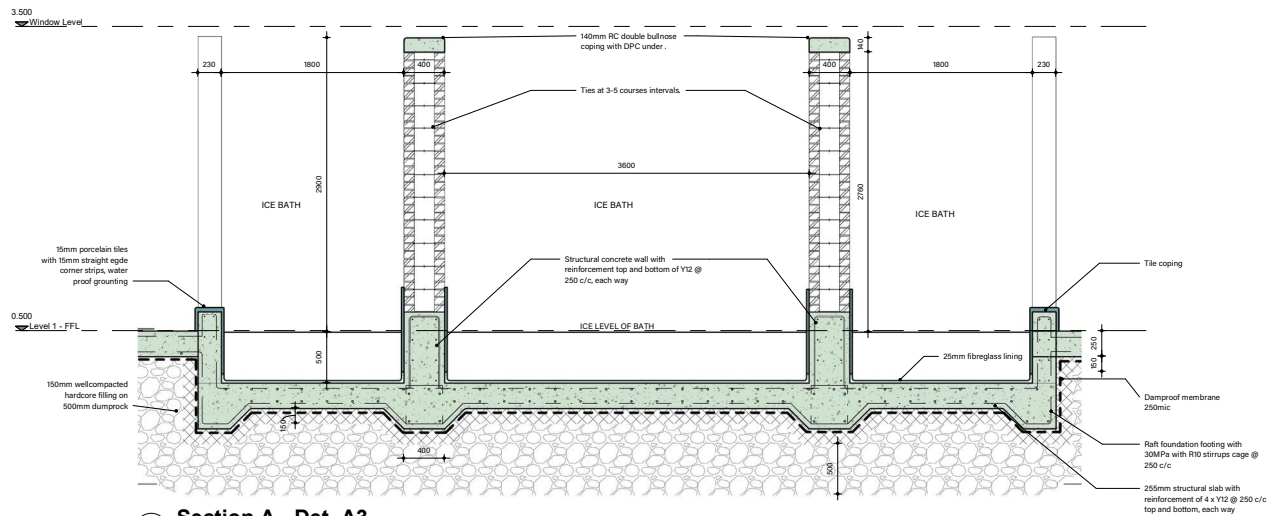 3.500
Window Level
140mm RC double bullnose
coping with DPC under .
140
230
1800
400
400
1800
230
Ties at 3-5 courses intervals.
3600
2900
2760
ICE BATH
ICE BATH
ICE BATH
15mm porcelain tiles
with 15mm straight egde
corner strips, water
proof grounting
Structural concrete wall with
reinforcement top and bottom of Y12 @
250 c/c, each way
Tile coping
0.500
Level 1 - FFL
ICE LEVEL OF BATH
500
25mm fibreglass lining
250
150
150mm wellcompacted
hardcore filling on
500mm dumprock
Damproof membrane
250mic
150
400
500
Raft foundation footing with
30MPa with R10 stirrups cage @
250 c/c
255mm structural slab with
reinforcement of 4 x Y12 @ 250 c/c
top and bottom, each way
Section A - Det. A3